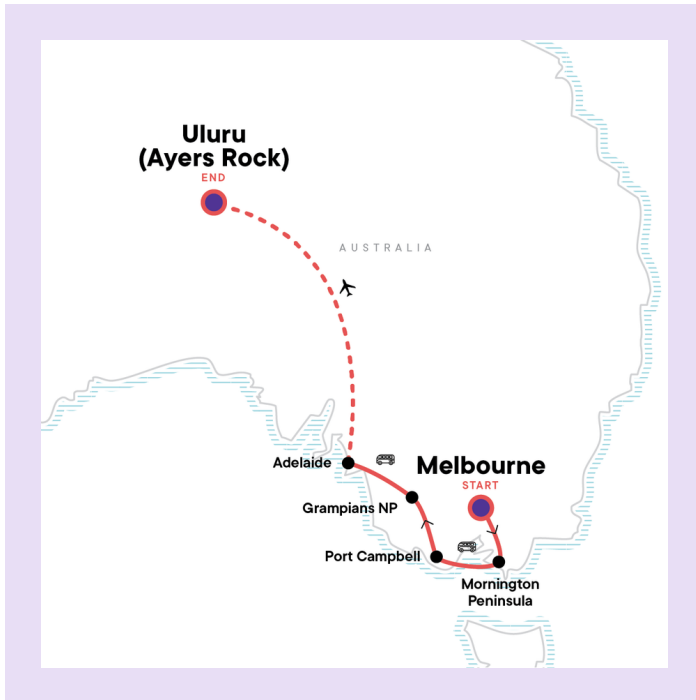 Uluru
(Ayers Rock)
END
AUSTRALIA
Adelaide
Melbourne
START
Grampians NP
Port Campbell
Mornington
Peninsula